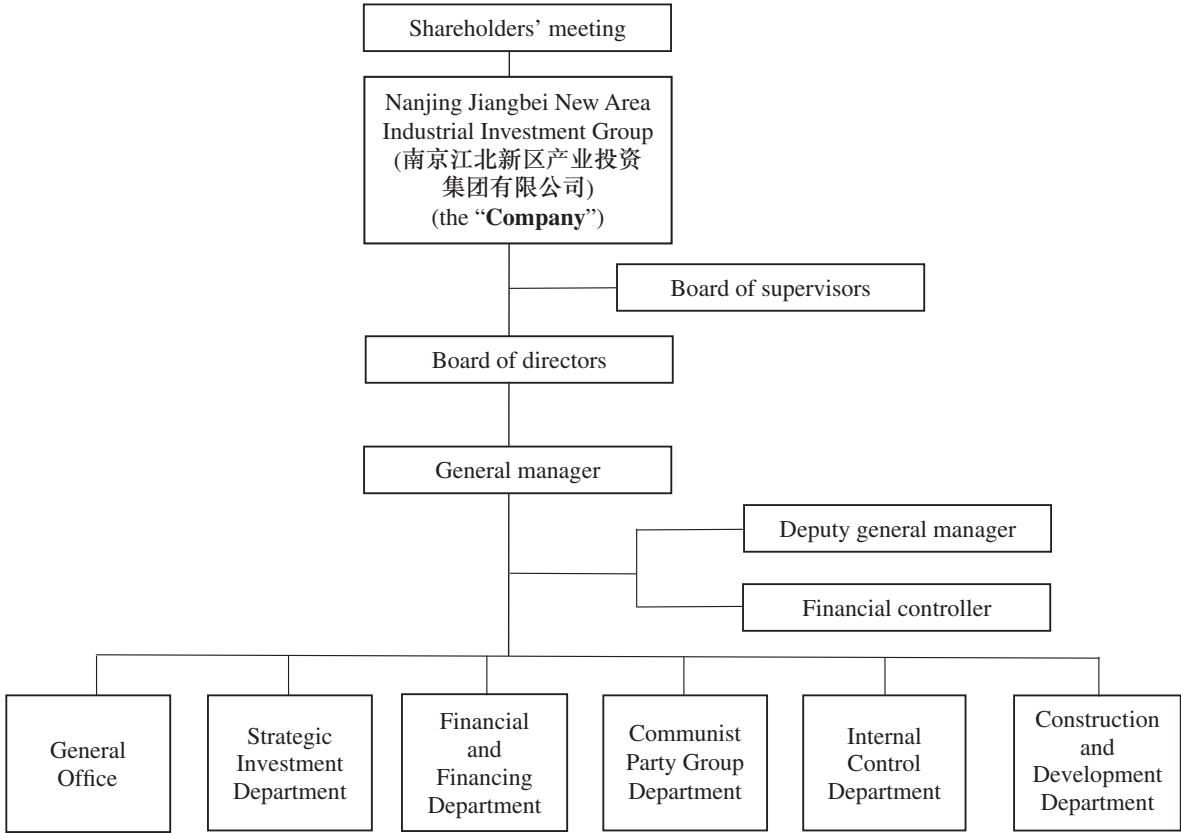 Shareholders’ meeting
Nanjing Jiangbei New Area
Industrial Investment Group
(南京江北新区产业投资
集团有限公司)
(the “Company”)
Board of supervisors
Board of directors
General manager
Deputy general manager
Financial controller
General
Office
Strategic
Investment
Department
Financial
and
Financing
Department
Communist
Party Group
Department
Internal
Control
Department
Construction
and
Development
Department